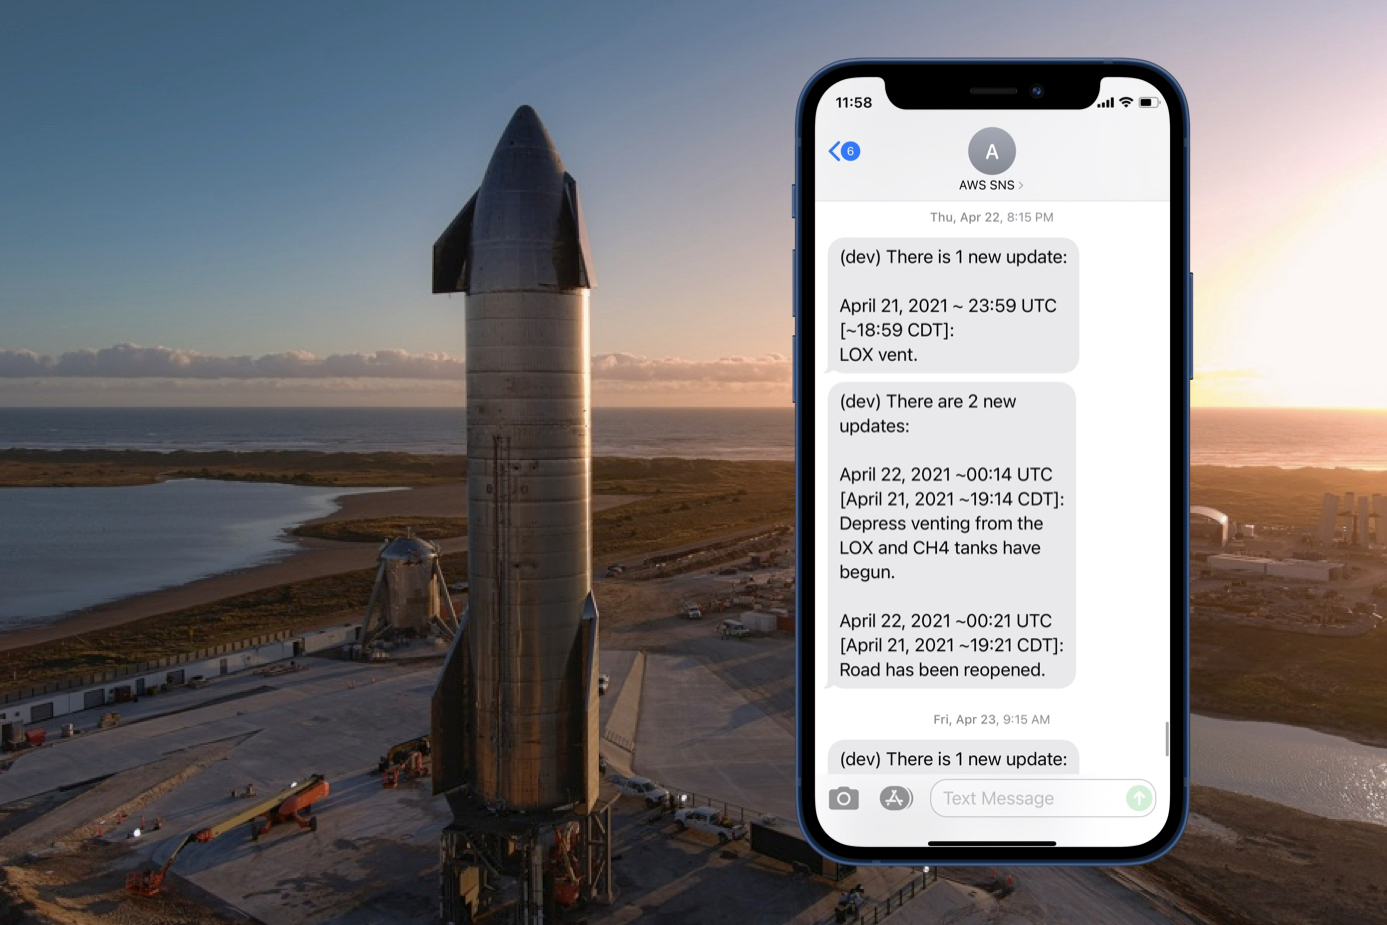 11:58
6
A
AWS SNS
Thu, Apr 22, 8:15 PM
(dev) There is 1 new update:
April 21, 2021 ~ 23:59 UTC
[~18:59 CDT]:
LOX vent.
(dev) There are 2 new
updates:
April 22, 2021 ~00:14 UTC
[April 21, 2021 ~19:14 CDT]:
Depress venting from the
LOX and CH4 tanks have
begun.
April 22, 2021 ~00:21 UTC
[April 21, 2021 ~19:21 CDT]:
Road has been reopened.
Fri, Apr 23, 9:15 AM
(dev) There is 1 new update:
Text Message